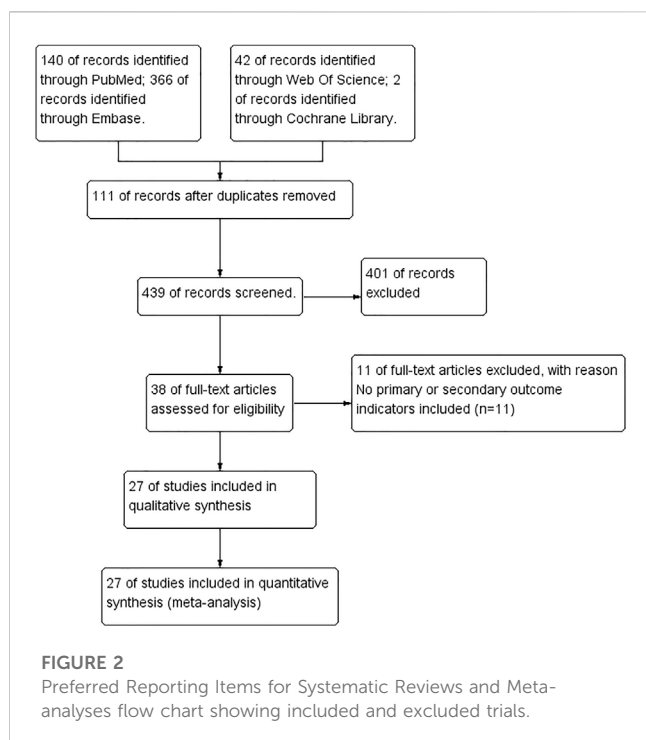 140 of records identified
through PubMed; 366 of
records identified
through Embase.
42 of records identified
through Web Of Science; 2
of records identified
through Cochrane Library.
111 of records after duplicates removed
439 of records screened.
401 of records
excluded
38 of full-text articles
assessed for eligibility
11 of full-text articles excluded, with reason
No primary or secondary outcome
indicators included (n=11)
27 of studies included in
qualitative synthesis
27 of studies included in quantitative
synthesis (meta-analysis)
FIGURE 2
Preferred Reporting Items for Systematic Reviews and Meta-
analyses flow chart showing included and excluded trials.